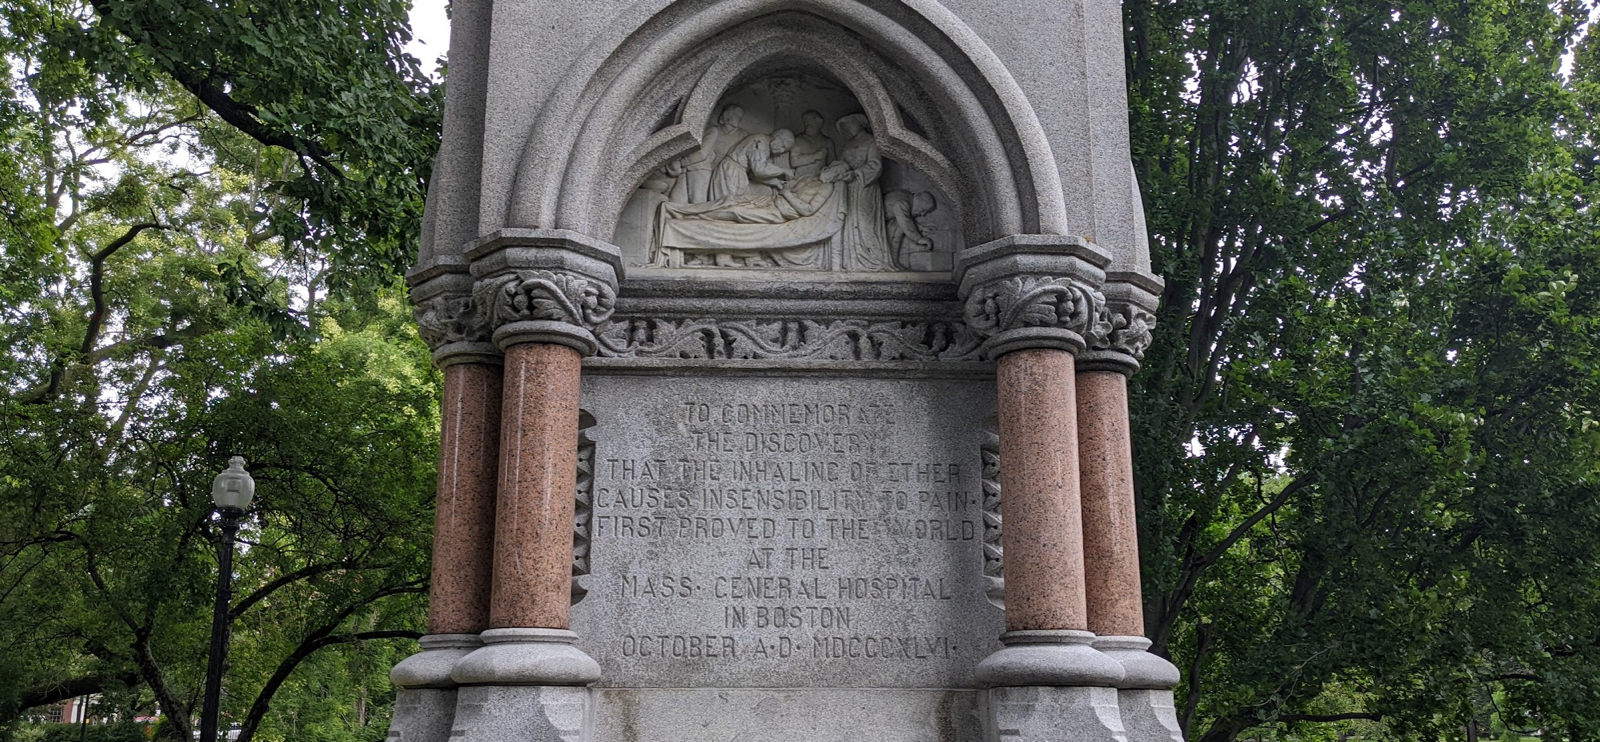 TO COMMEMORATE
THE DISCOVERY
THAT THE INHALING OF ETHER
CAUSES INSENSIBILITY TO PAIN·
FIRST PROVED TO THE WORLD
AT THE
MASS· GENERAL HOSPITAL
IN BOSTON
OCTOBER A·D· MDCCCXLVI·